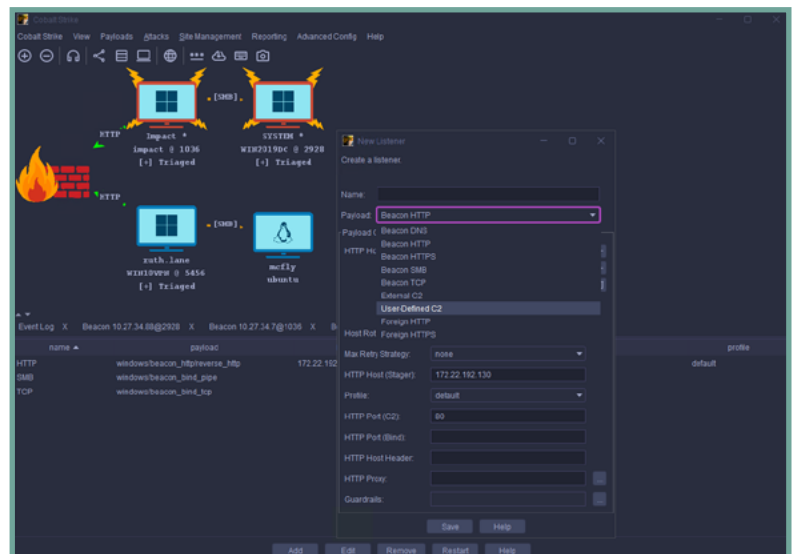 Cobalt Strike
Cobalt Strike View Payloads Attacks Site Management Reporting Advanced Config Help
[SMB]
HTTP
Impact *
impact @ 1036
[+] Triaged
SYSTEM *
WIN2019DC @ 2928
[+] Triaged
HTTP
[SMB]
ruth.lane
WIN10VPN @ 5456
[+] Triaged
mcfly
ubuntu
Event Log X Beacon 10.27.34.88@2928 X Beacon 10.27.34.7@1036 X
name payload profile
HTTP windows/beacon_http/reverse_http 172.22.192 default
SMB windows/beacon_bind_pipe
TCP windows/beacon_bind_tcp
New Listener
Create a listener.
Name:
Payload: Beacon HTTP
Payload
Beacon DNS
Beacon HTTP
Beacon HTTPS
Beacon SMB
Beacon TCP
External C2
User-Defined C2
Foreign HTTP
Foreign HTTPS
HTTP
Host Rot
Max Retry Strategy: none
HTTP Host (Stager): 172.22.192.130
Profile: default
HTTP Port (C2): 80
HTTP Port (Bind):
HTTP Host Header:
HTTP Proxy: ...
Guardrails: ...
Save Help
Add Edit Remove Restart Help